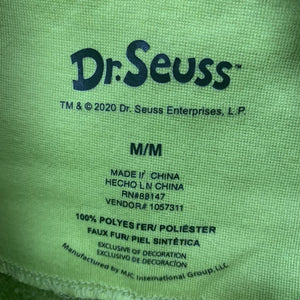 Dr. Seuss™
TM & © 2020 Dr. Seuss Enterprises, L.P.
M/M
MADE IN CHINA
HECHO EN CHINA
RN#88147
VENDOR# 1057311
100% POLYESTER/ POLIÉSTER
FAUX FUR/ PIEL SINTÉTICA
EXCLUSIVE OF DECORATION
EXCLUSIVO DE DECORACIÓN
Manufactured by MJC International Group, LLC